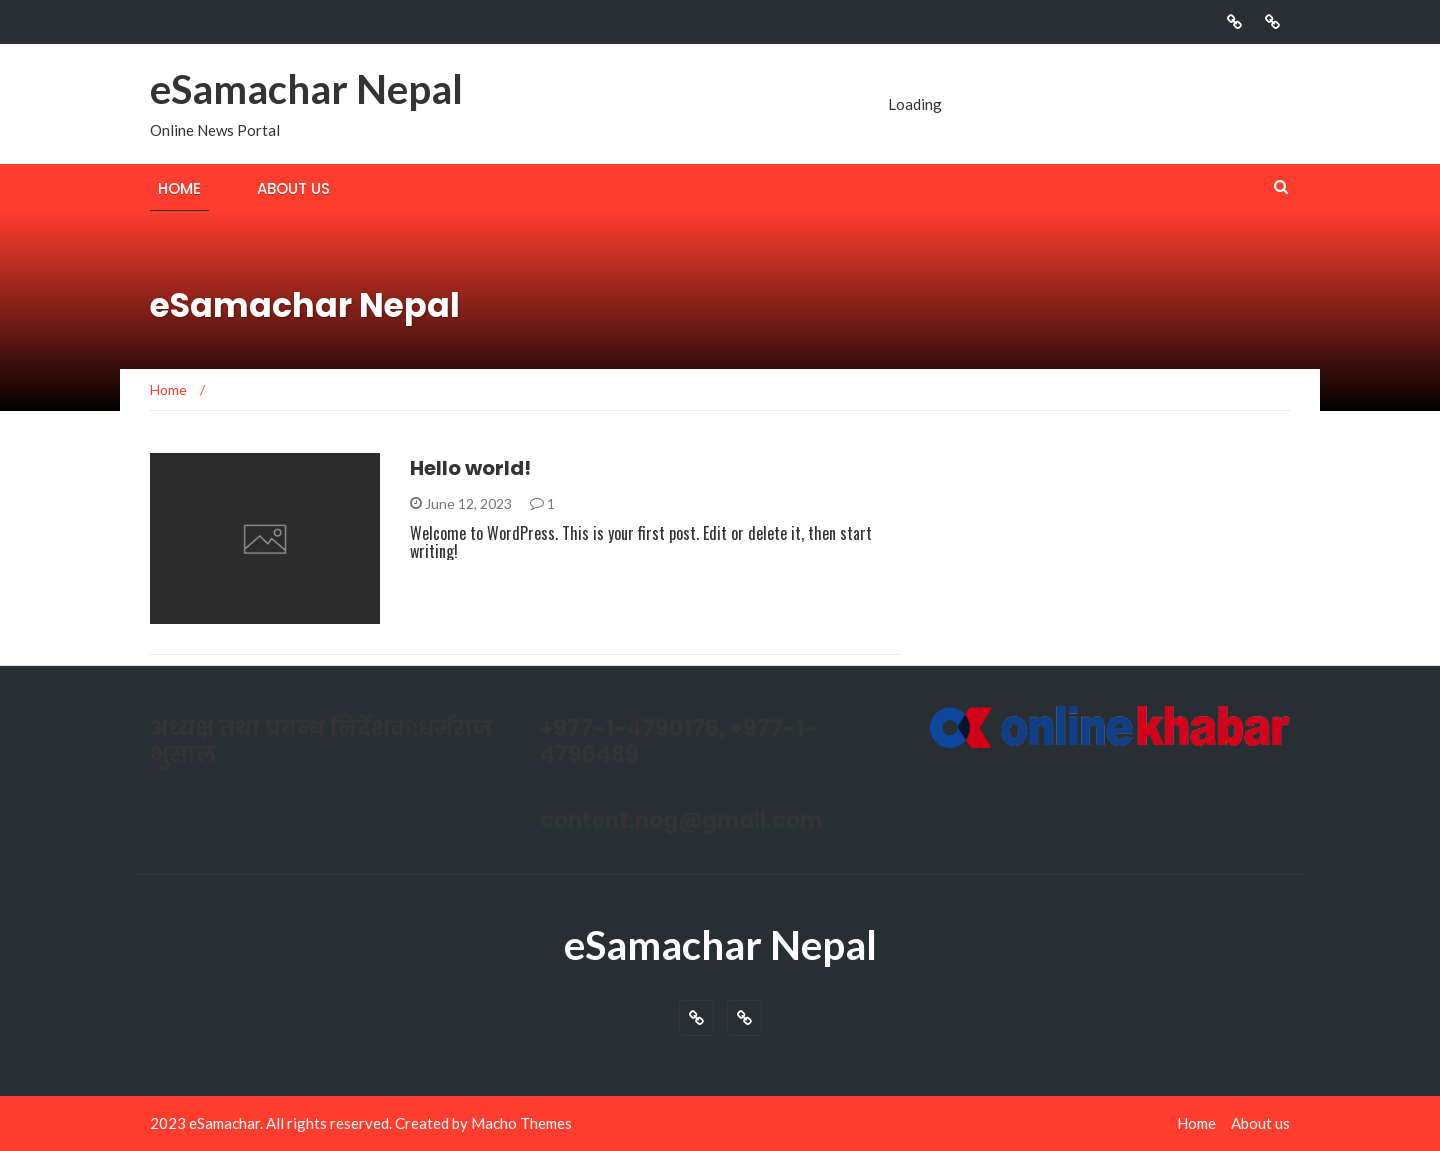 eSamachar Nepal
Online News Portal
Loading
HOME
ABOUT US
eSamachar Nepal
Home /
Hello world!
June 12, 2023 1
Welcome to WordPress. This is your first post. Edit or delete it, then start
writing!
अध्यक्ष तथा प्रबन्ध निर्देशक:धर्मराज
भुसाल
+977-1-4790176, +977-1-
4796489
content.nog@gmail.com
onlinekhabar
eSamachar Nepal
2023 eSamachar. All rights reserved. Created by Macho Themes
Home About us